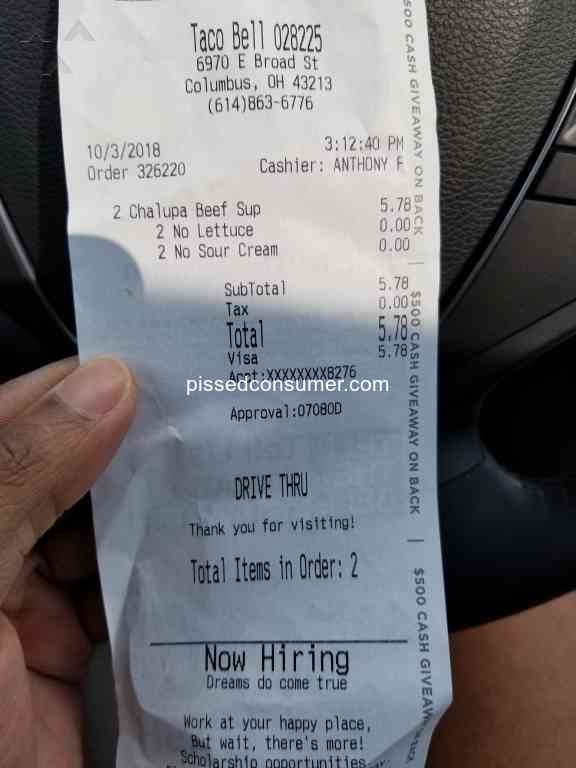 Taco Bell 028225
6970 E Broad St
Columbus, OH 43213
(614)863-6776
10/3/2018 3:12:40 PM
Order 326220 Cashier: ANTHONY F
2 Chalupa Beef Sup 5.78
2 No Lettuce 0.00
2 No Sour Cream 0.00
SubTotal 5.78
Tax 0.00
Total 5.78
Visa 5.78
Acct:XXXXXXXX8276
pissedconsumer.com
Approval:07080D
DRIVE THRU
Thank you for visiting!
Total Items in Order: 2
Now Hiring
Dreams do come true
Work at your happy place,
But wait, there's more!
Scholarship opportunities
$500 CASH GIVEAWAY ON BACK
$500 CASH GIVEAWAY ON BACK
$500 CASH GIVEAWAY